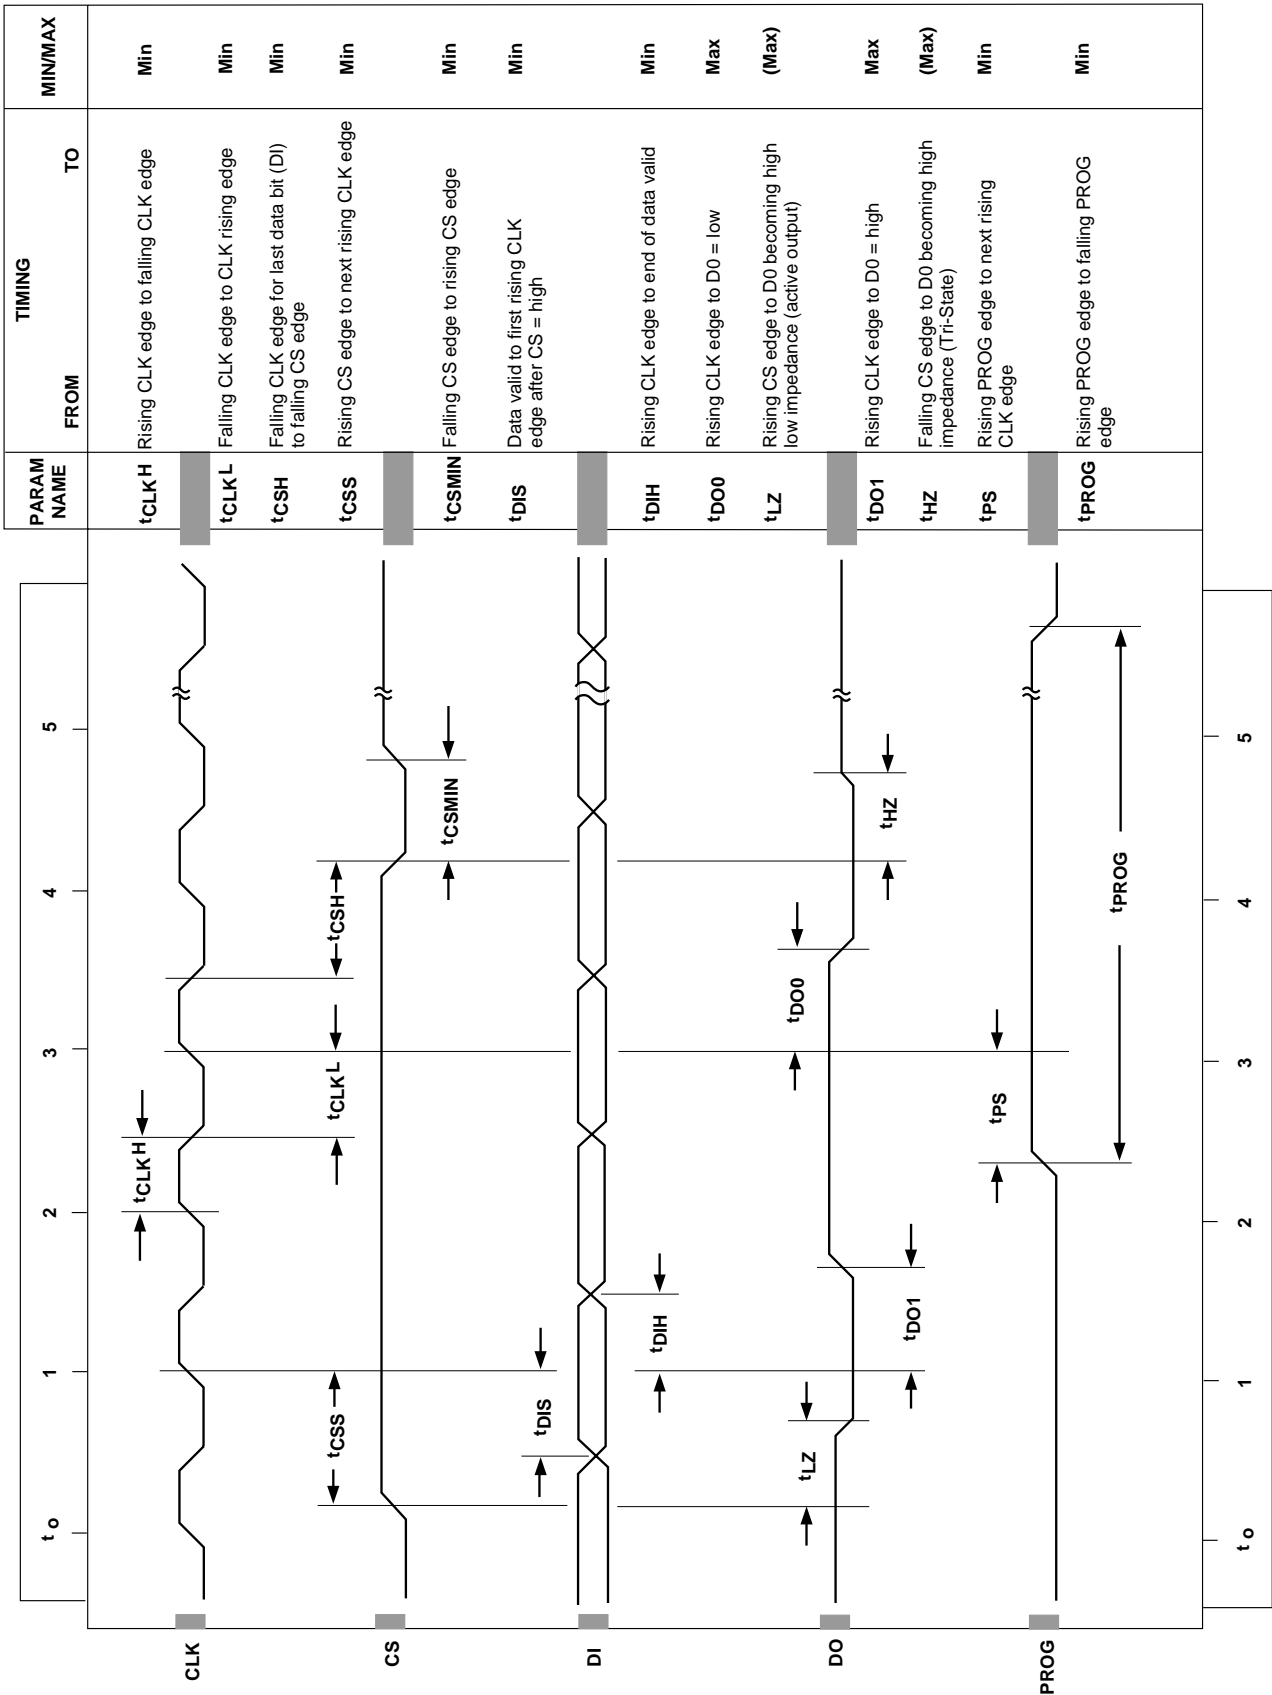 to 1 2 3 4 5
PARAM
NAME
TIMING
FROM TO
MIN/MAX
CLK
CS
DI
DO
PROG
tCLKH
tCSS
tCLKL
tCSH
tCSMIN
tDIS
tDIH
tLZ
tDO0
tDO1
tHZ
tPS
tPROG
tCLKH Rising CLK edge to falling CLK edge Min
tCLKL Falling CLK edge to CLK rising edge Min
tCSH Falling CLK edge for last data bit (DI) Min
to falling CS edge
tCSS Rising CS edge to next rising CLK edge Min
tCSMIN Falling CS edge to rising CS edge Min
tDIS Data valid to first rising CLK Min
edge after CS = high
tDIH Rising CLK edge to end of data valid Min
tDO0 Rising CLK edge to D0 = low Max
tLZ Rising CS edge to D0 becoming high (Max)
low impedance (active output)
tDO1 Rising CLK edge to D0 = high Max
tHZ Falling CS edge to D0 becoming high (Max)
impedance (Tri-State)
tPS Rising PROG edge to next rising Min
CLK edge
tPROG Rising PROG edge to falling PROG Min
edge
to 1 2 3 4 5